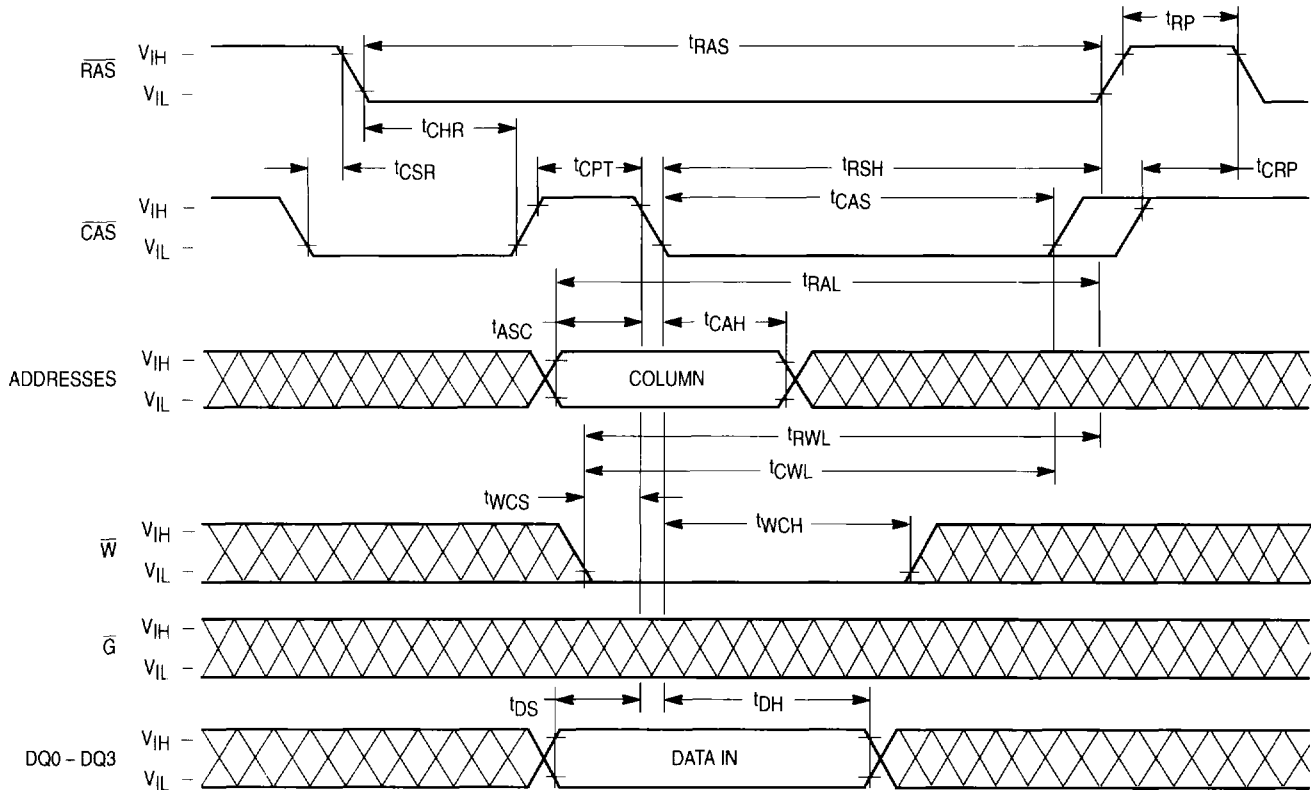 tRP
tRAS
RAS
VIH
VIL
tCHR
tCSR
tCPT
tRSH
tCRP
tCAS
CAS
VIH
VIL
tRAL
tASC
tCAH
ADDRESSES
VIH
VIL
COLUMN
tRWL
tCWL
tWCS
tWCH
W
VIH
VIL
G
VIH
VIL
tDS
tDH
DQ0 – DQ3
VIH
VIL
DATA IN